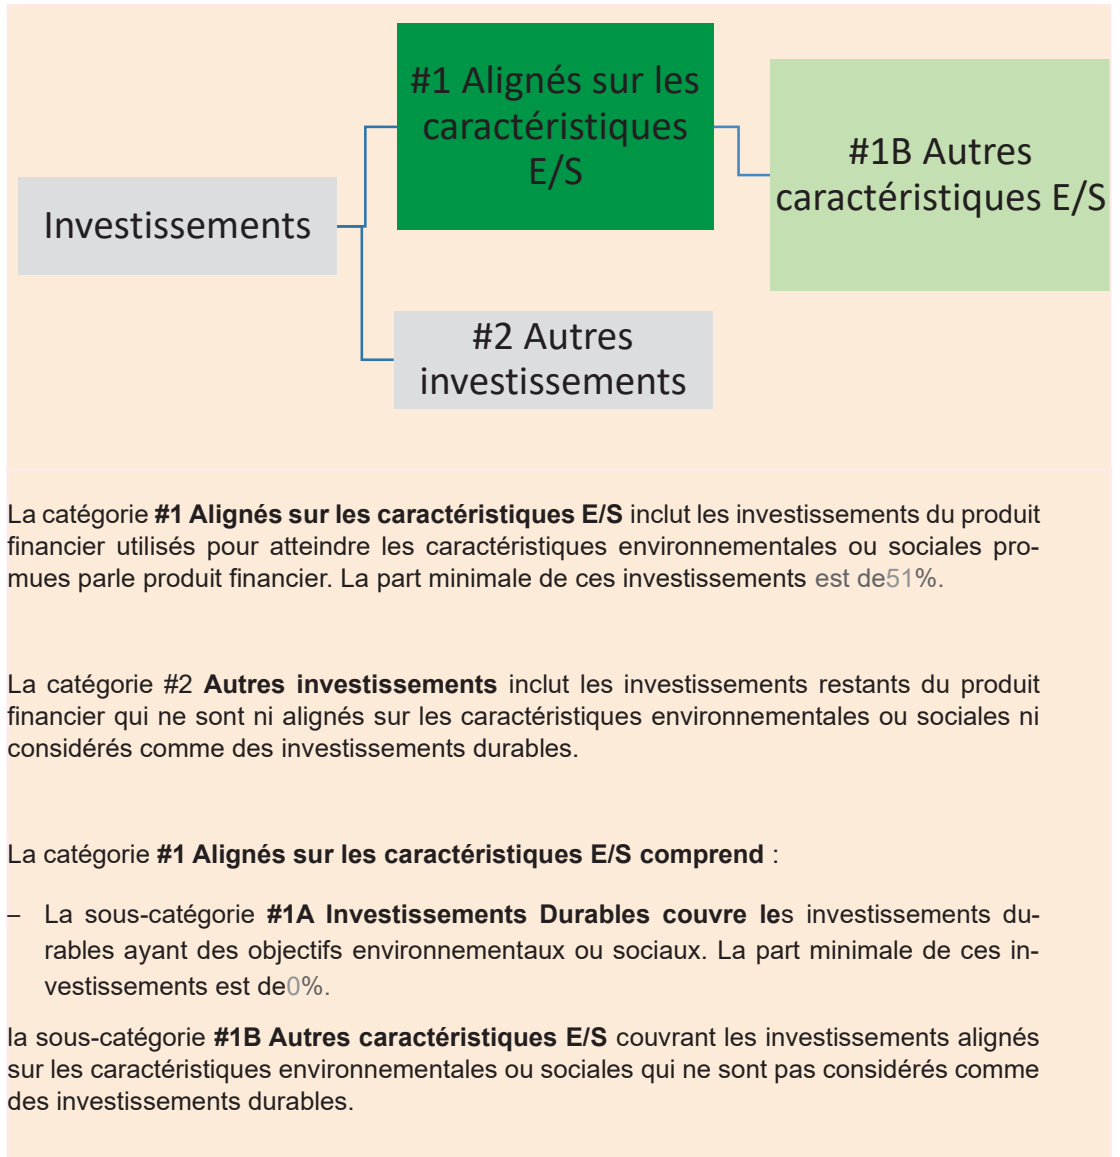 #1 Alignés sur les
caractéristiques
E/S
#1B Autres
caractéristiques E/S
Investissements
#2 Autres
investissements
La catégorie #1 Alignés sur les caractéristiques E/S inclut les investissements du produit
financier utilisés pour atteindre les caractéristiques environnementales ou sociales pro-
mues parle produit financier. La part minimale de ces investissements est de51%.
La catégorie #2 Autres investissements inclut les investissements restants du produit
financier qui ne sont ni alignés sur les caractéristiques environnementales ou sociales ni
considérés comme des investissements durables.
La catégorie #1 Alignés sur les caractéristiques E/S comprend :
– La sous-catégorie #1A Investissements Durables couvre les investissements du-
rables ayant des objectifs environnementaux ou sociaux. La part minimale de ces in-
vestissements est de0%.
la sous-catégorie #1B Autres caractéristiques E/S couvrant les investissements alignés
sur les caractéristiques environnementales ou sociales qui ne sont pas considérés comme
des investissements durables.